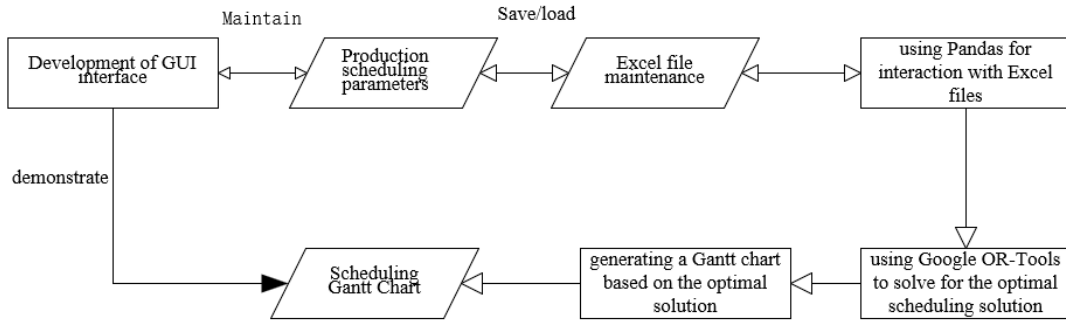 Maintain
Save/load
Development of GUI
interface
Production
scheduling
parameters
Excel file
maintenance
using Pandas for
interaction with Excel
files
demonstrate
Scheduling
Gantt Chart
generating a Gantt chart
based on the optimal
solution
using Google OR-Tools
to solve for the optimal
scheduling solution